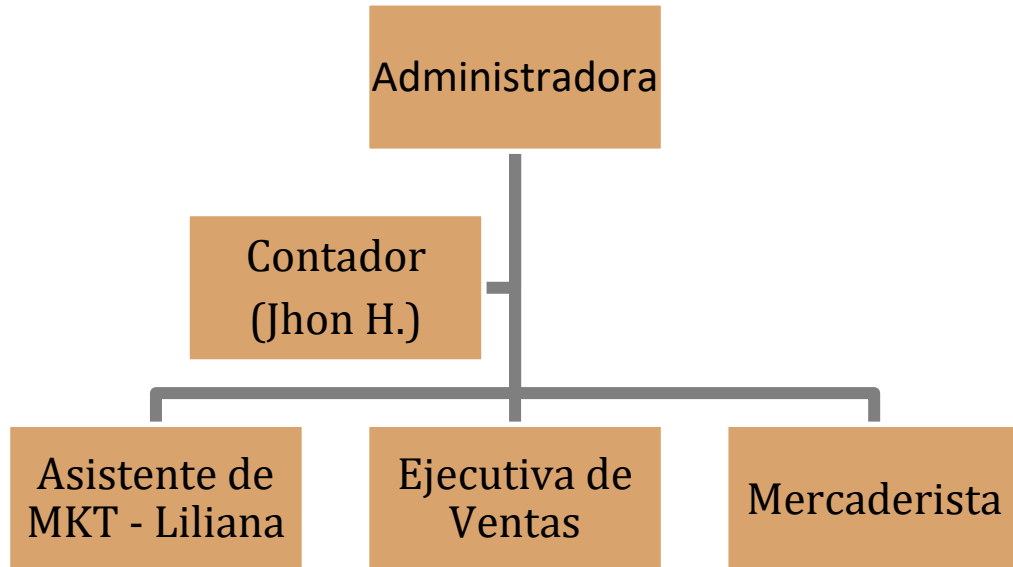 Administradora
Contador
(Jhon H.)
Asistente de
MKT - Liliana
Ejecutiva de
Ventas
Mercaderista